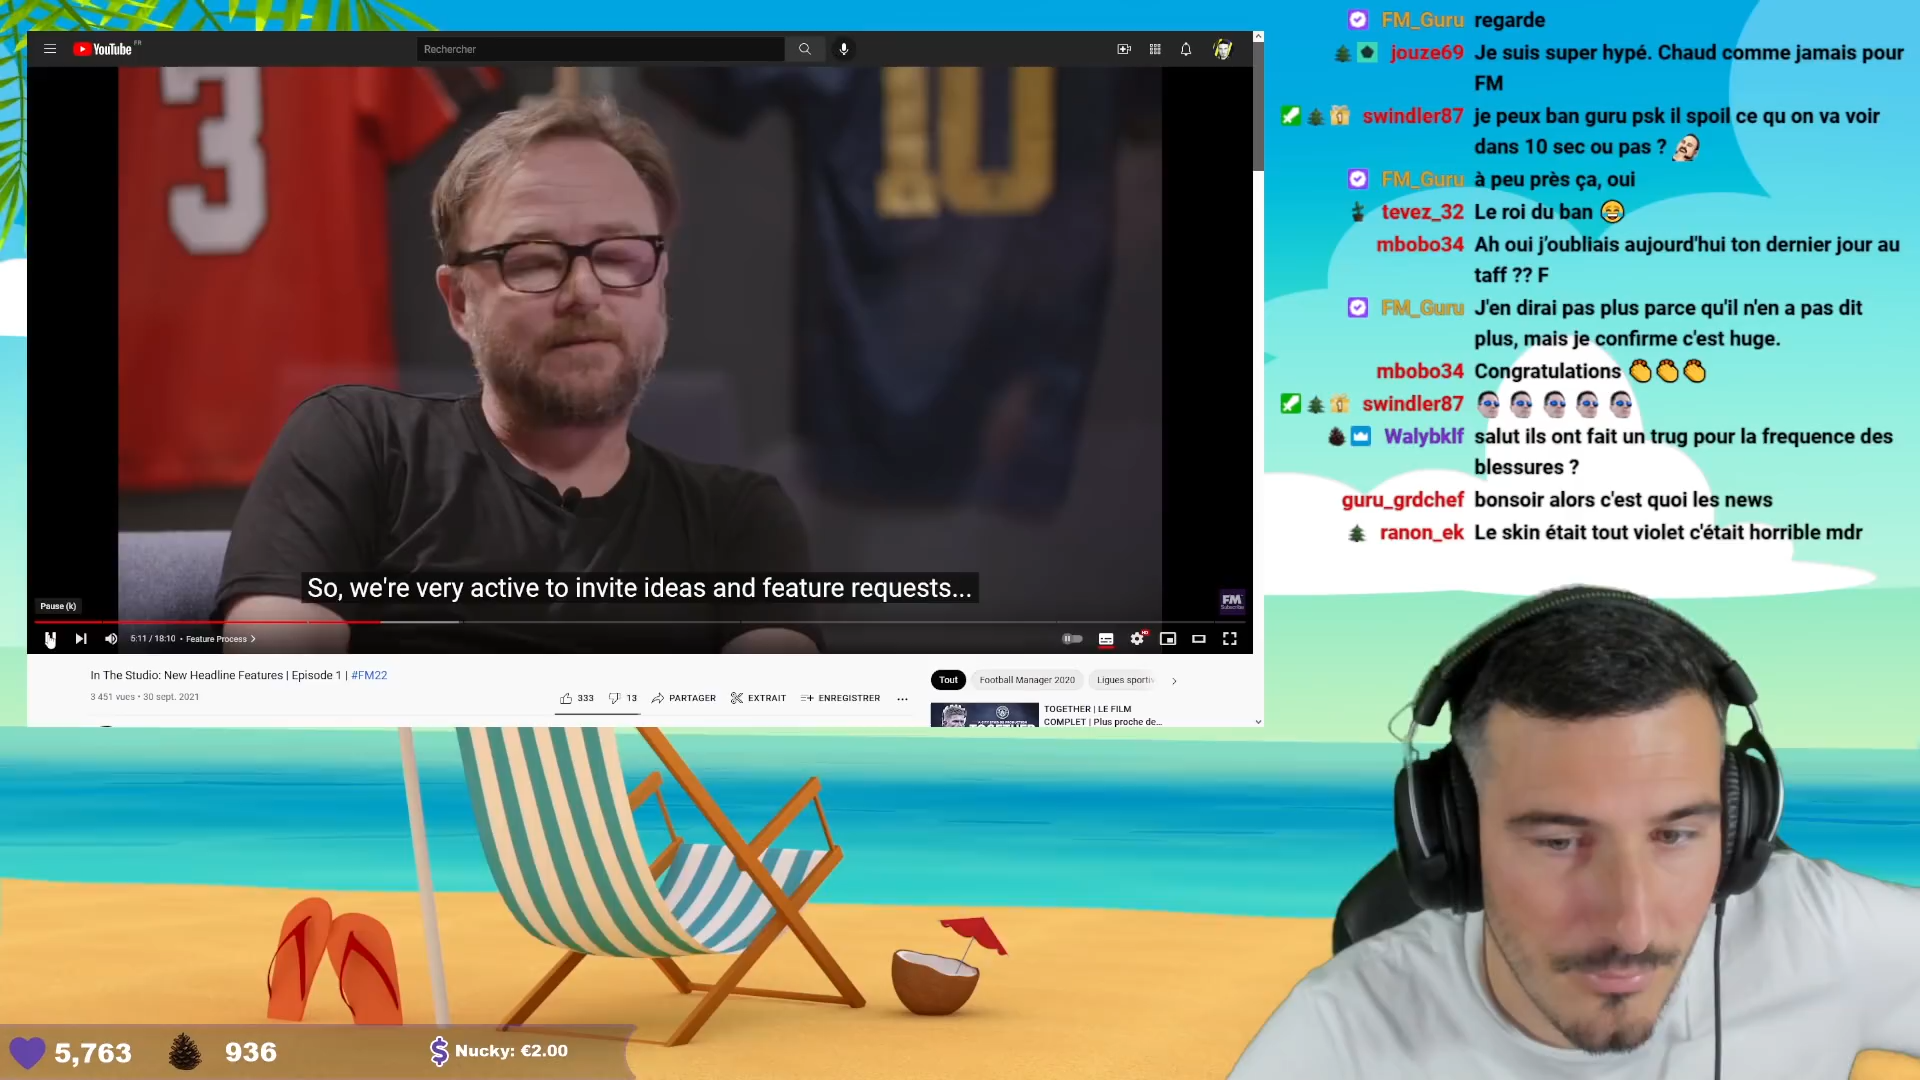 YouTube FR
Rechercher
3
10
So, we're very active to invite ideas and feature requests...
FM
Subscribe
Pause (k)
5:11 / 18:10 • Feature Process >
HD
In The Studio: New Headline Features | Episode 1 | #FM22
3 451 vues • 30 sept. 2021
333 13 PARTAGER EXTRAIT ENREGISTRER ...
Tout Football Manager 2020 Ligues sportiv
TOGETHER | LE FILM
COMPLET | Plus proche de...
TOGETHER
FM_Guru regarde
jouze69 Je suis super hypé. Chaud comme jamais pour
FM
swindler87 je peux ban guru psk il spoil ce qu on va voir
dans 10 sec ou pas ?
FM_Guru à peu près ça, oui
tevez_32 Le roi du ban
mbobo34 Ah oui j’oubliais aujourd'hui ton dernier jour au
taff ?? F
FM_Guru J'en dirai pas plus parce qu'il n'en a pas dit
plus, mais je confirme c'est huge.
mbobo34 Congratulations
swindler87
Walybklf salut ils ont fait un trug pour la frequence des
blessures ?
guru_grdchef bonsoir alors c'est quoi les news
ranon_ek Le skin était tout violet c'était horrible mdr
5,763 936 $ Nucky: €2.00